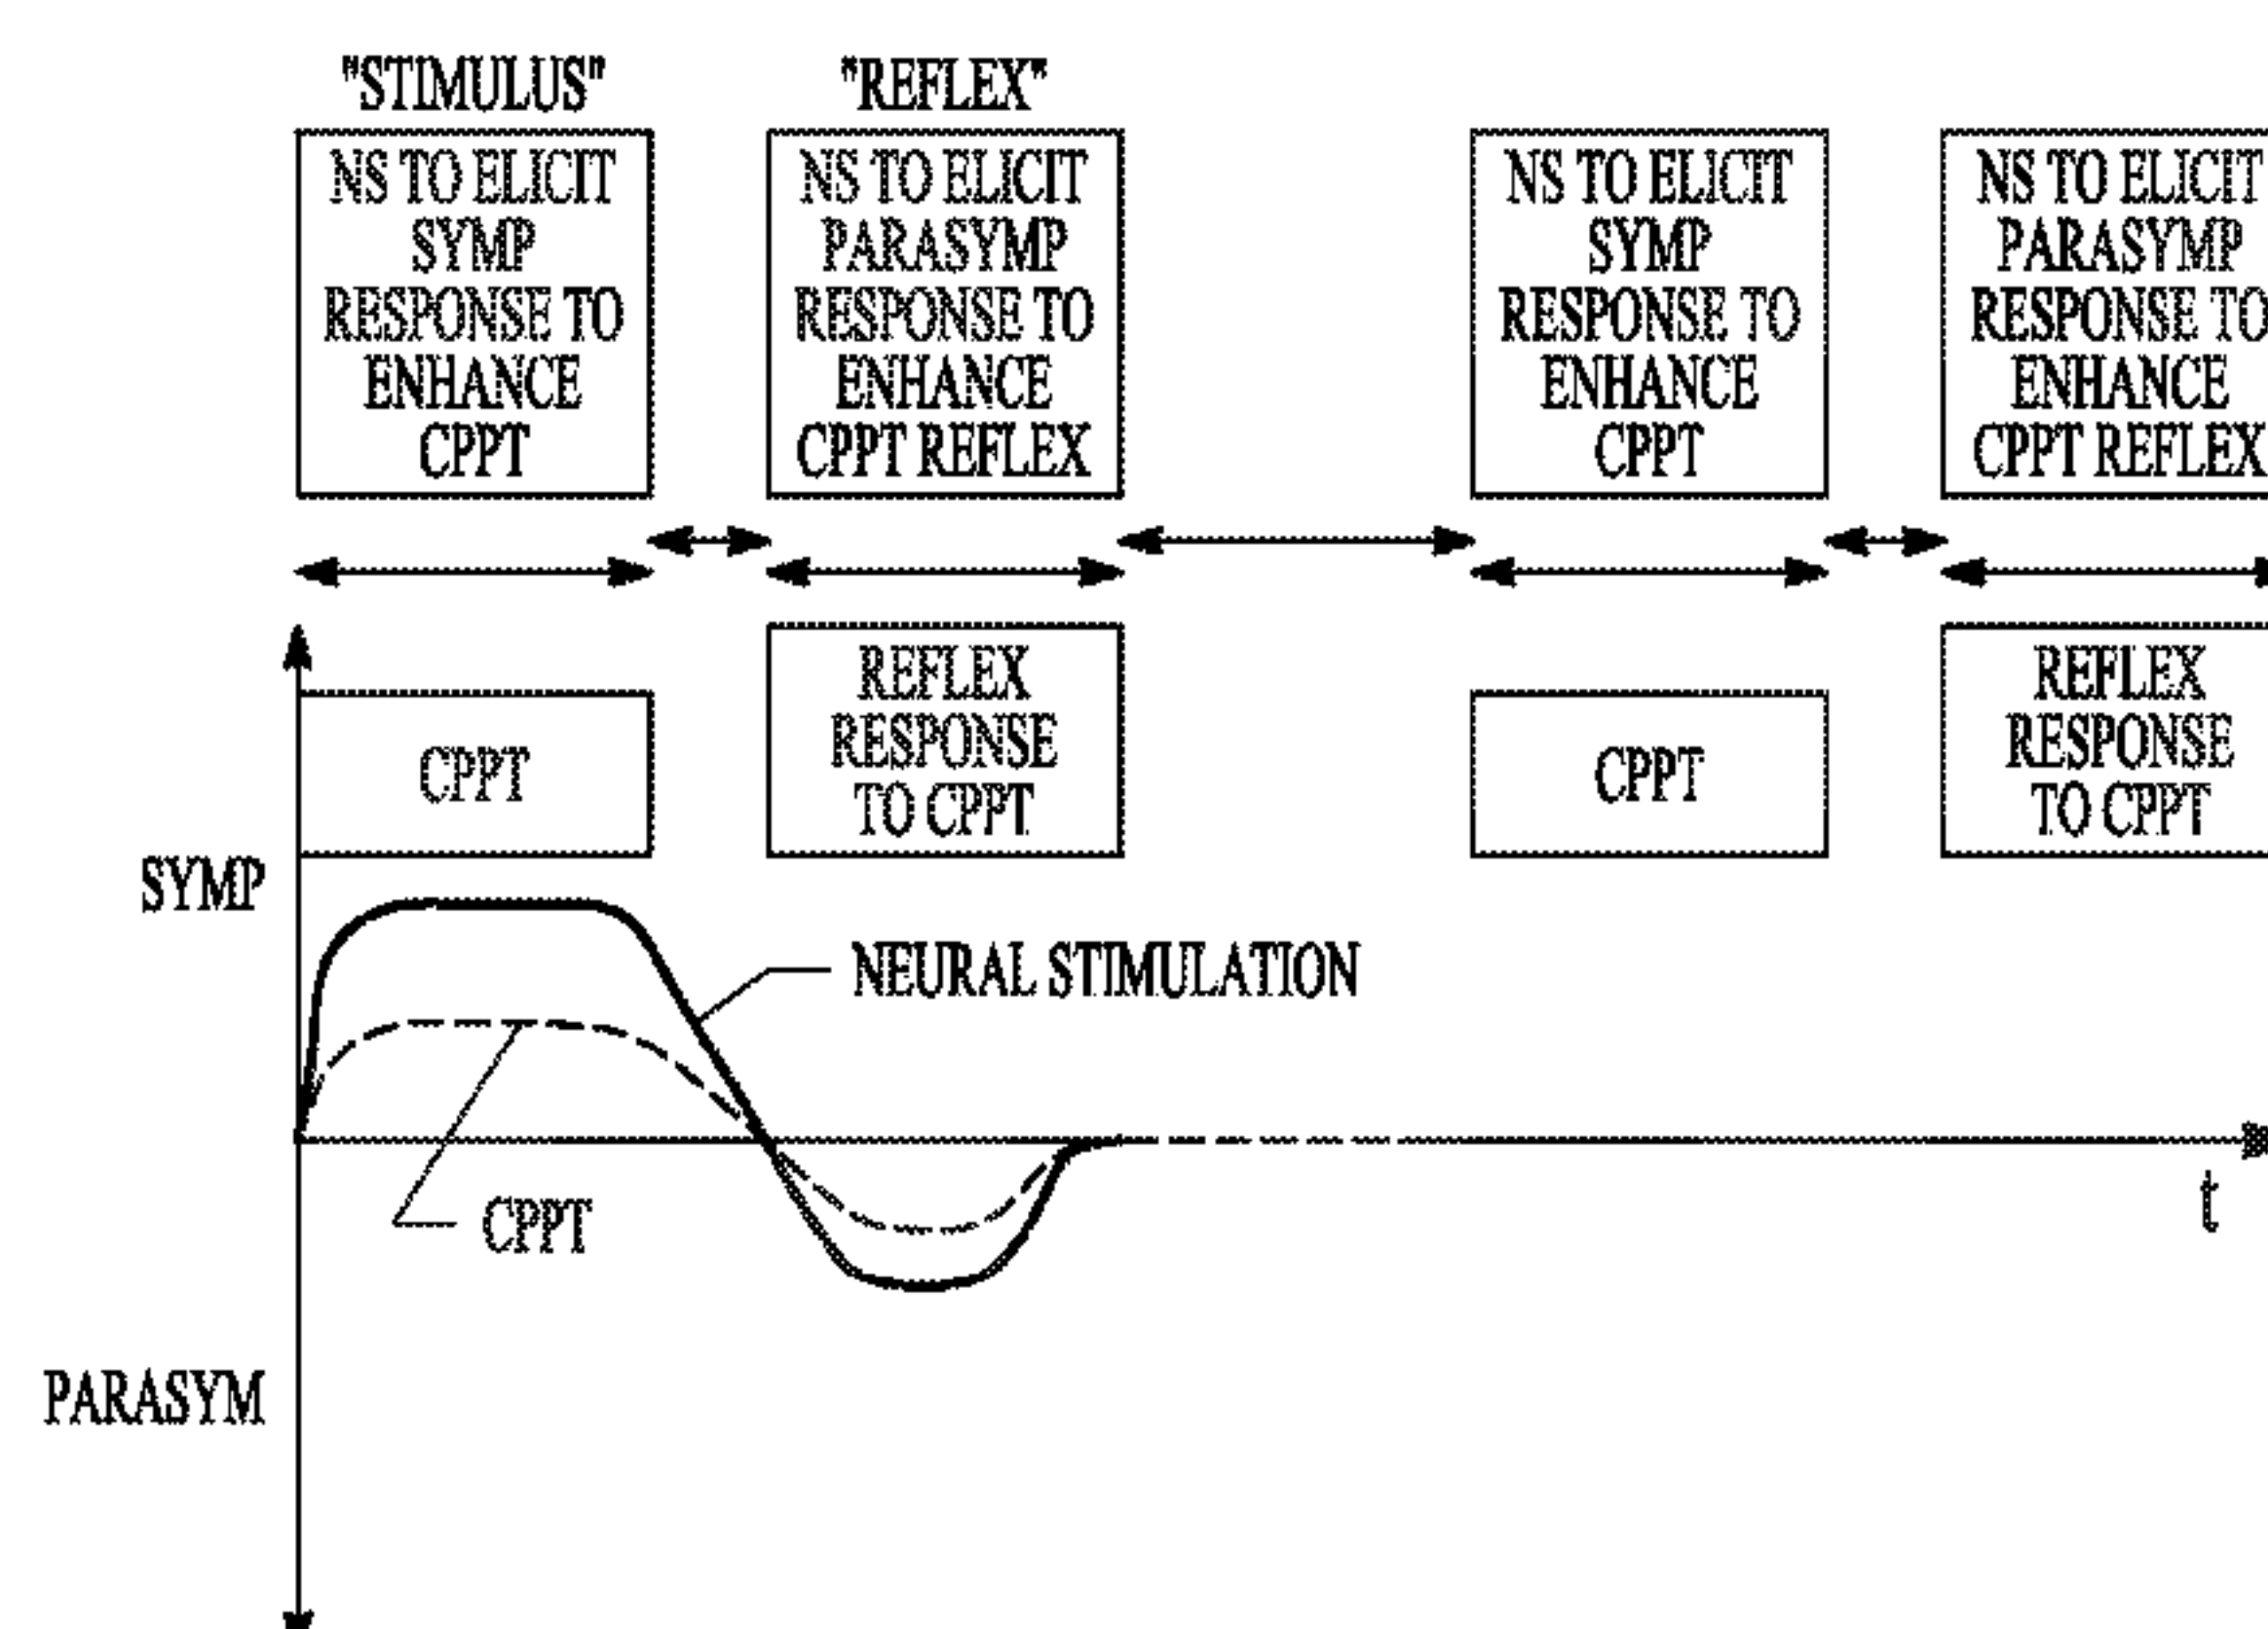 "STIMULUS"
"REFLEX"
NS TO ELICIT
SYMP
RESPONSE TO
ENHANCE
CPPT
NS TO ELICIT
PARASYMP
RESPONSE TO
ENHANCE
CPPT REFLEX
NS TO ELICIT
SYMP
RESPONSE TO
ENHANCE
CPPT
NS TO ELICIT
PARASYMP
RESPONSE TO
ENHANCE
CPPT REFLEX
CPPT
REFLEX
RESPONSE
TO CPPT
CPPT
REFLEX
RESPONSE
TO CPPT
SYMP
NEURAL STIMULATION
CPPT
t
PARASYM